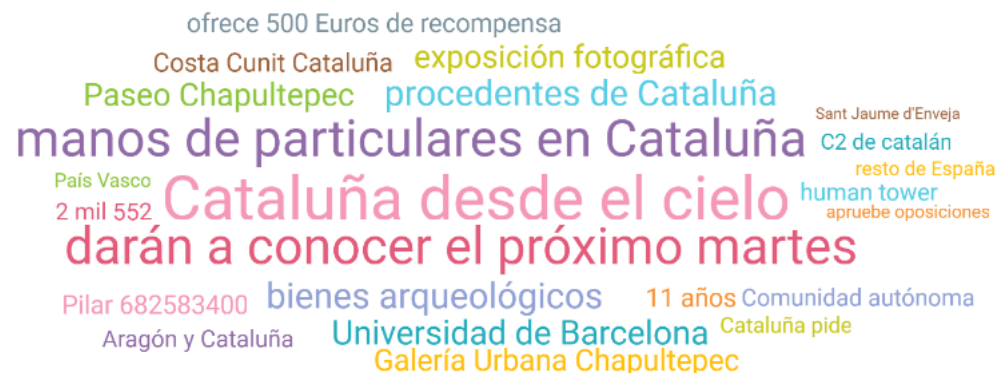 ofrece 500 Euros de recompensa
Costa Cunit Cataluña exposición fotográfica
Paseo Chapultepec procedentes de Cataluña
Sant Jaume d'Enveja
manos de particulares en Cataluña C2 de catalán
resto de España
País Vasco
Cataluña desde el cielo human tower
2 mil 552 apruebe oposiciones
darán a conocer el próximo martes
Pilar 682583400 bienes arqueológicos 11 años Comunidad autónoma
Aragón y Cataluña Universidad de Barcelona Cataluña pide
Galería Urbana Chapultepec